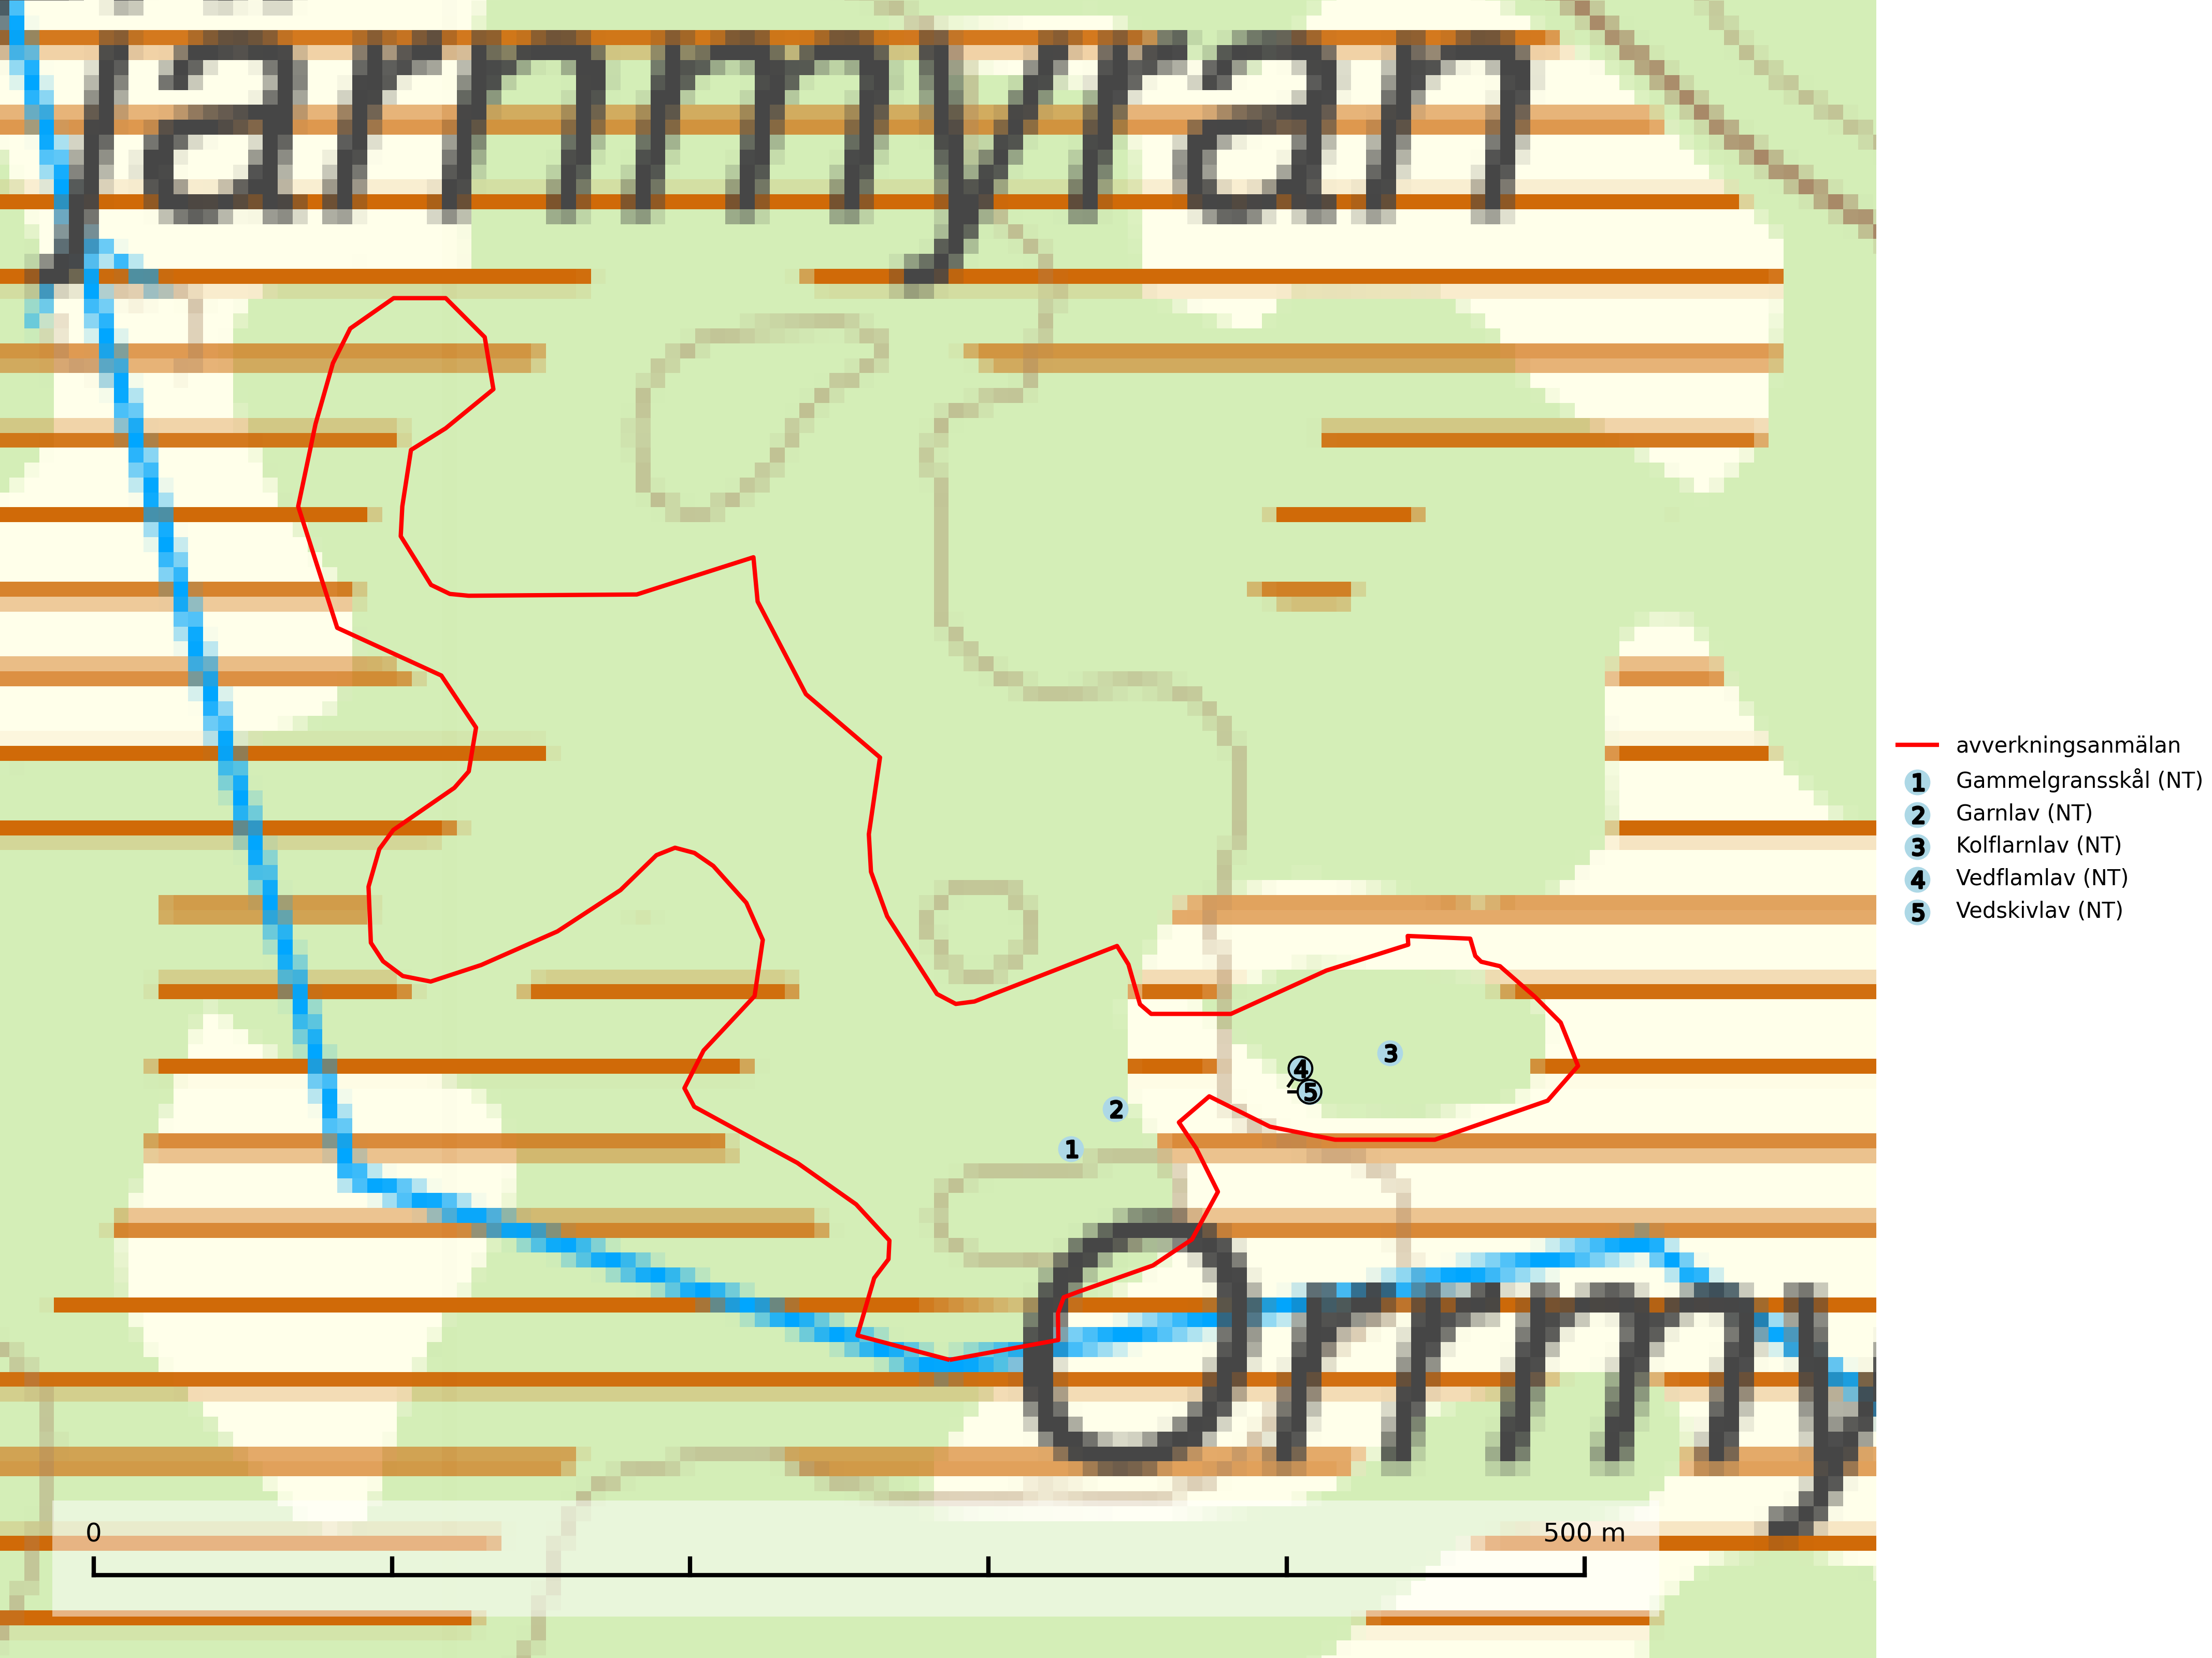 järnmyran
Ormy
avverkningsanmälan
1 Gammelgransskål (NT)
2 Garnlav (NT)
3 Kolflarnlav (NT)
4 Vedflamlav (NT)
5 Vedskivlav (NT)
3
4
5
2
1
0 500 m